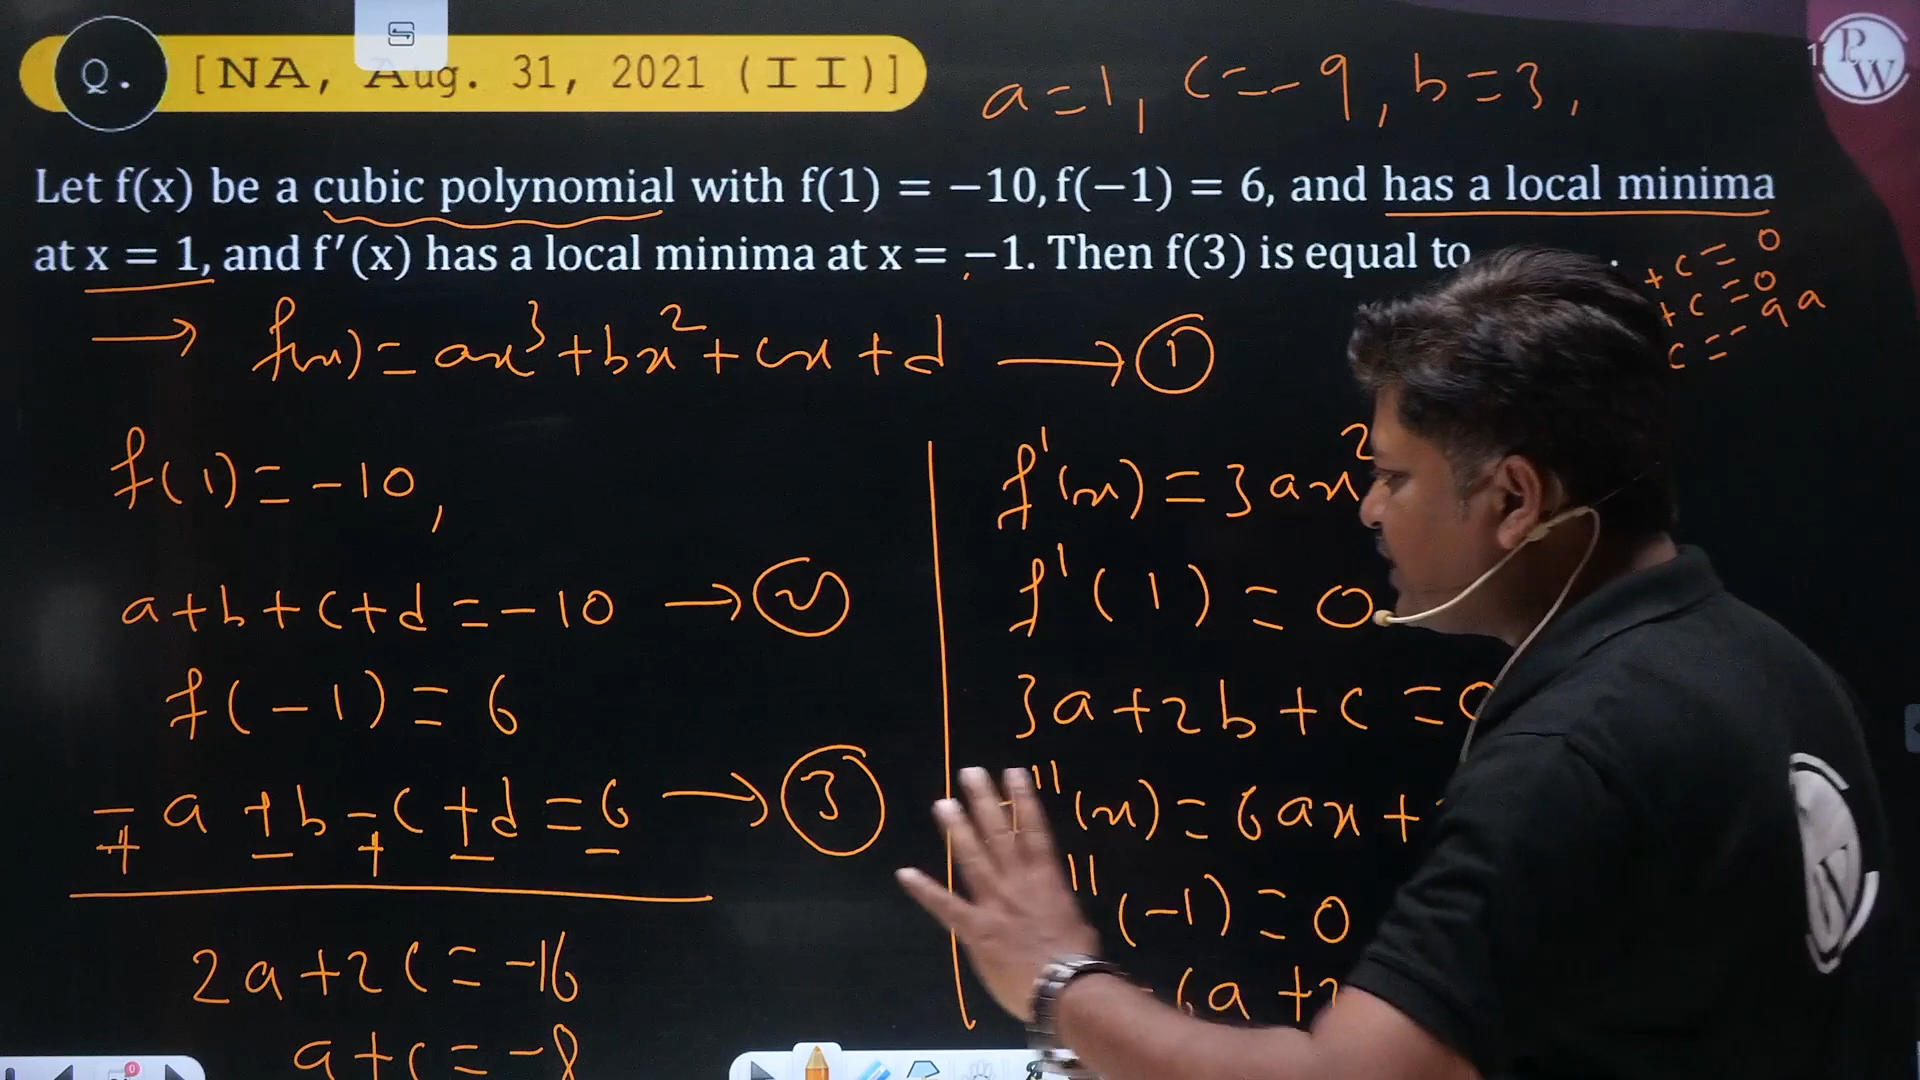 Q. [NA, Aug. 31, 2021 (II)]
a=1, c=-9, b=3,
PW
Let f(x) be a cubic polynomial with f(1) = −10, f(−1) = 6, and has a local minima
at x = 1, and f′(x) has a local minima at x = −1. Then f(3) is equal to
+c=0
+c=0
c=-9a
→ f(x)=ax³+bx²+cx+d → ①
f(1)=-10,
a+b+c+d=-10 → ②
f(-1)=6
-a+b-c+d=6 → ③
2a+2c=-16
a+c=-8
f'(x)=3ax²
f'(1)=0
3a+2b+c=0
''(x)=6ax+
''(-1)=0
6a+2